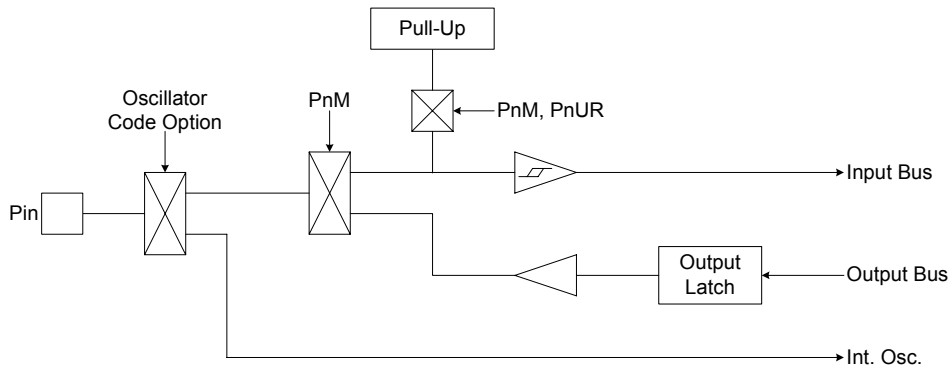 Pull-Up
Oscillator
Code Option
PnM
PnM, PnUR
Pin
Input Bus
Output
Latch
Output Bus
Int. Osc.